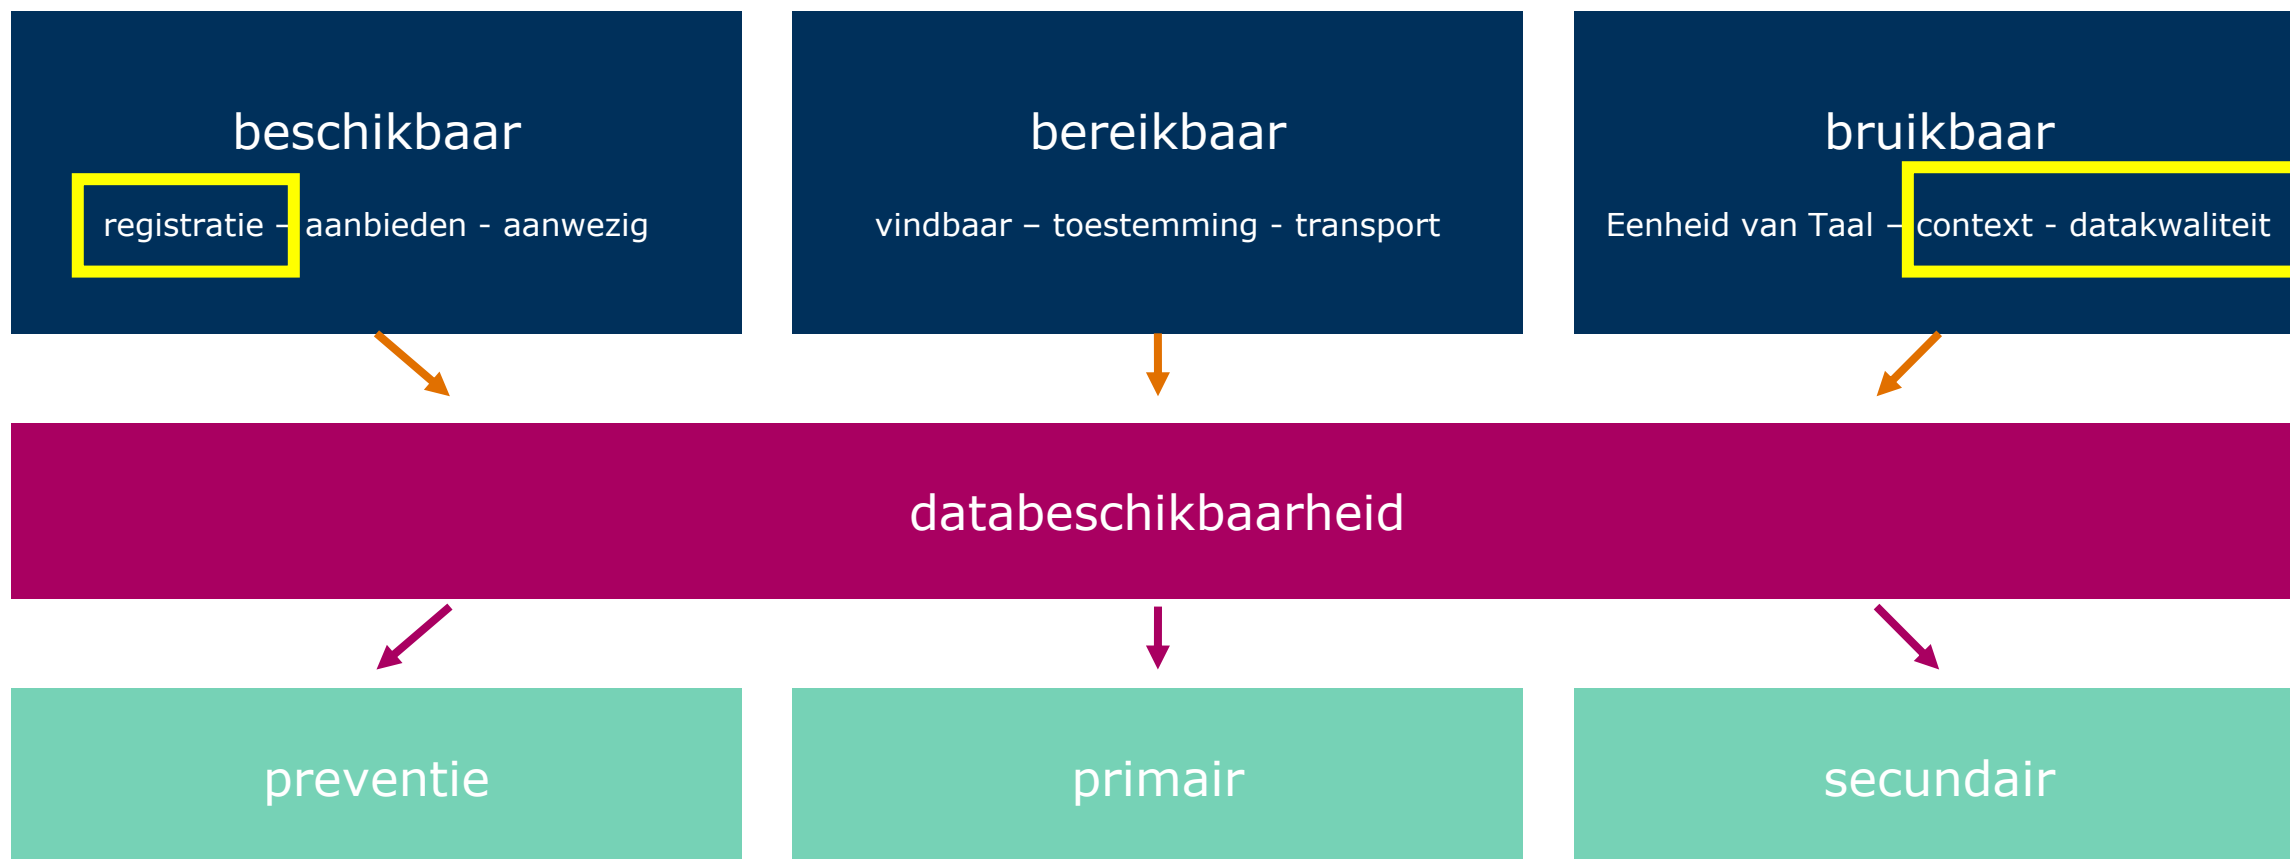 beschikbaar
registratie – aanbieden - aanwezig
bereikbaar
vindbaar – toestemming - transport
bruikbaar
Eenheid van Taal – context - datakwaliteit
databeschikbaarheid
preventie
primair
secundair